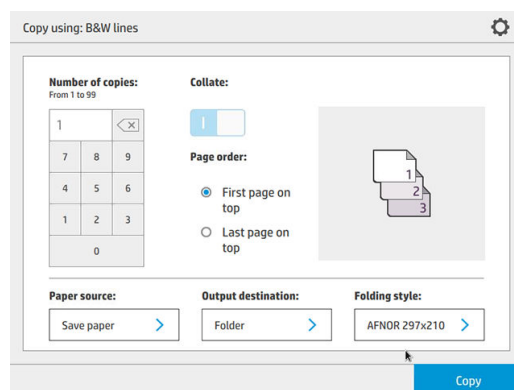 Copy using: B&W lines
Number of copies:
From 1 to 99
1
7 8 9
4 5 6
1 2 3
0
Collate:
Page order:
First page on
top
Last page on
top
1
2
3
Paper source:
Save paper
Output destination:
Folder
Folding style:
AFNOR 297x210
Copy